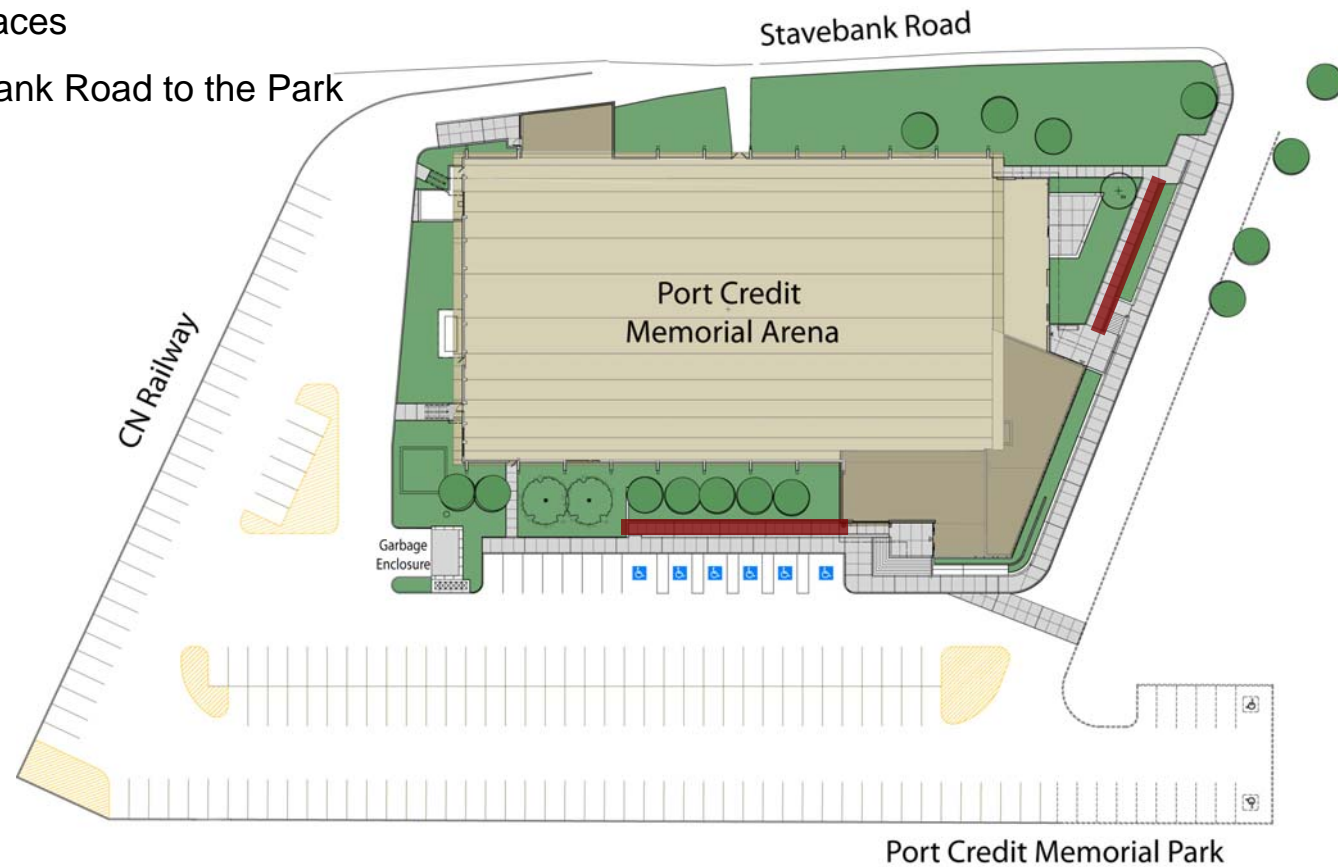 aces
Stavebank Road
ank Road to the Park
Port Credit
Memorial Arena
CN Railway
Garbage
Enclosure
Port Credit Memorial Park